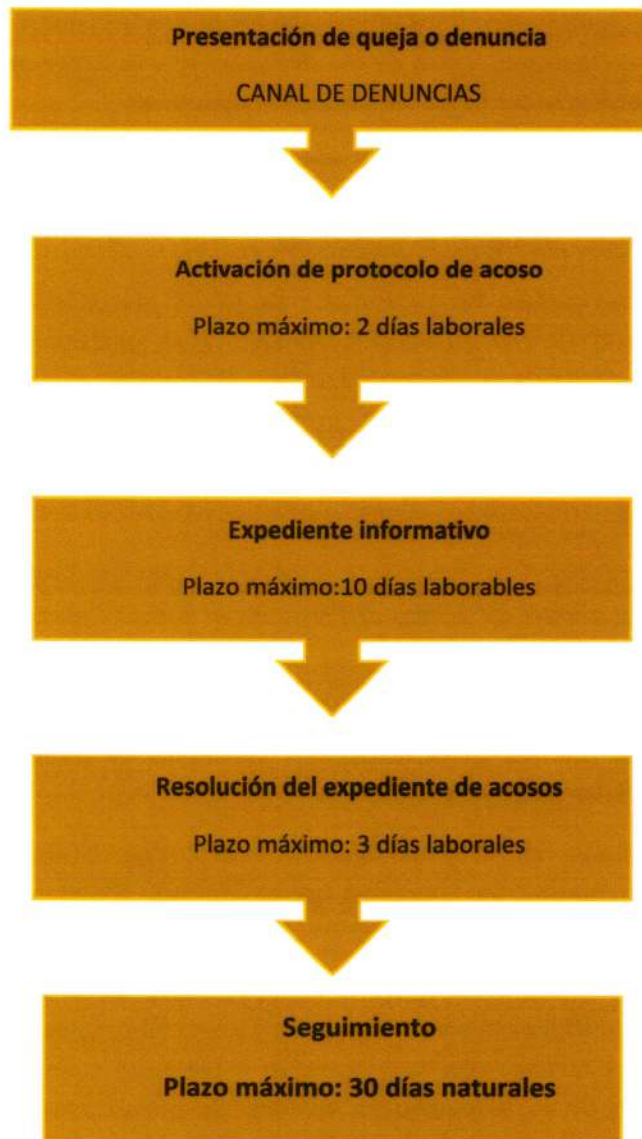 Presentación de queja o denuncia
CANAL DE DENUNCIAS
Activación de protocolo de acoso
Plazo máximo: 2 días laborales
Expediente informativo
Plazo máximo:10 días laborables
Resolución del expediente de acosos
Plazo máximo: 3 días laborales
Seguimiento
Plazo máximo: 30 días naturales